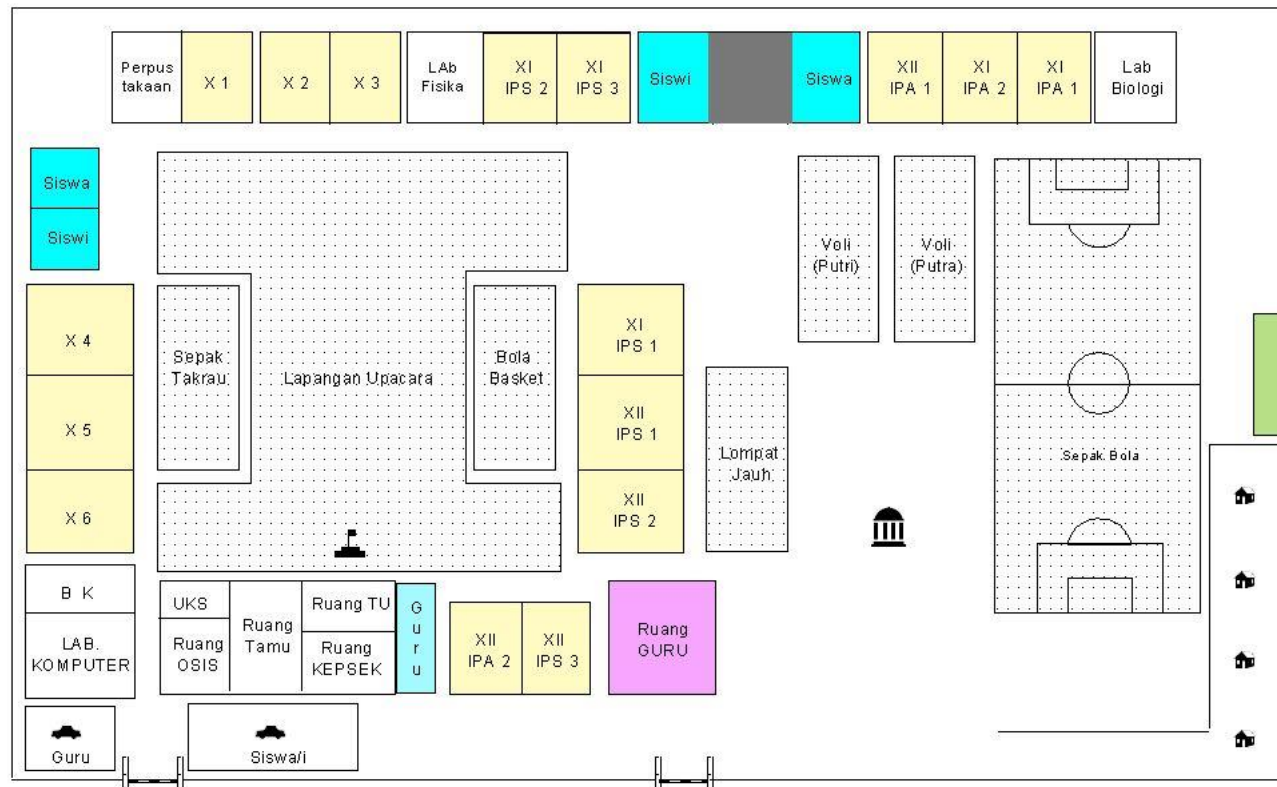 Perpus
takaan
X 1
X 2
X 3
LAb
Fisika
XI
IPS 2
XI
IPS 3
Siswi
Siswa
XII
IPA 1
XI
IPA 2
XI
IPA 1
Lab
Biologi
Siswa
Siswi
Voli
(Putri)
Voli
(Putra)
X 4
X 5
X 6
Sepak
Takrau
Lapangan Upacara
Bola
Basket
XI
IPS 1
XII
IPS 1
XII
IPS 2
Lompat
Jauh
Sepak Bola
B K
LAB.
KOMPUTER
UKS
Ruang
OSIS
Ruang
Tamu
Ruang TU
Ruang
KEPSEK
G
u
r
u
XII
IPA 2
XII
IPS 3
Ruang
GURU
Guru
Siswa/i